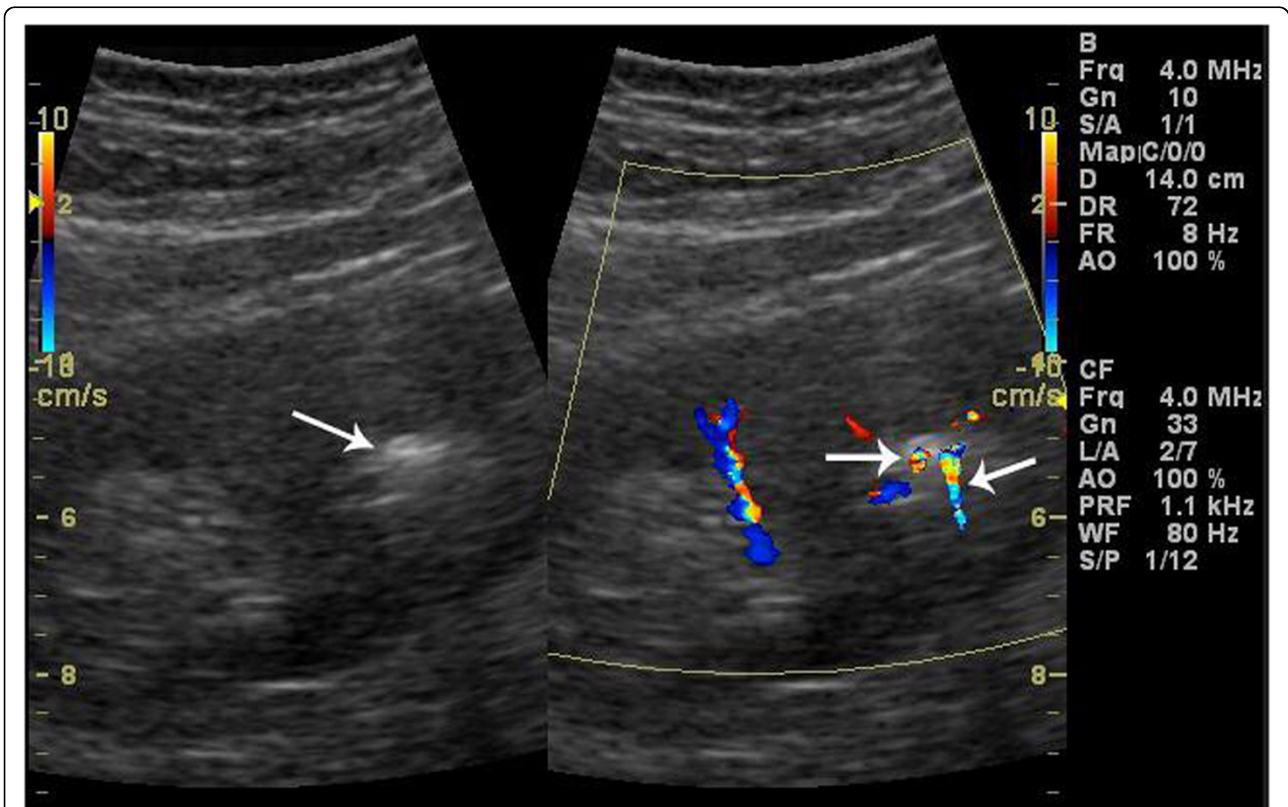 10
2
-10
cm/s
- 6
- 8
10
2
-10
cm/s
6
8
B
Frq 4.0 MHz
Gn 10
S/A 1/1
Map C/0/0
D 14.0 cm
DR 72
FR 8 Hz
AO 100 %
CF
Frq 4.0 MHz
Gn 33
L/A 2/7
AO 100 %
PRF 1.1 kHz
WF 80 Hz
S/P 1/12